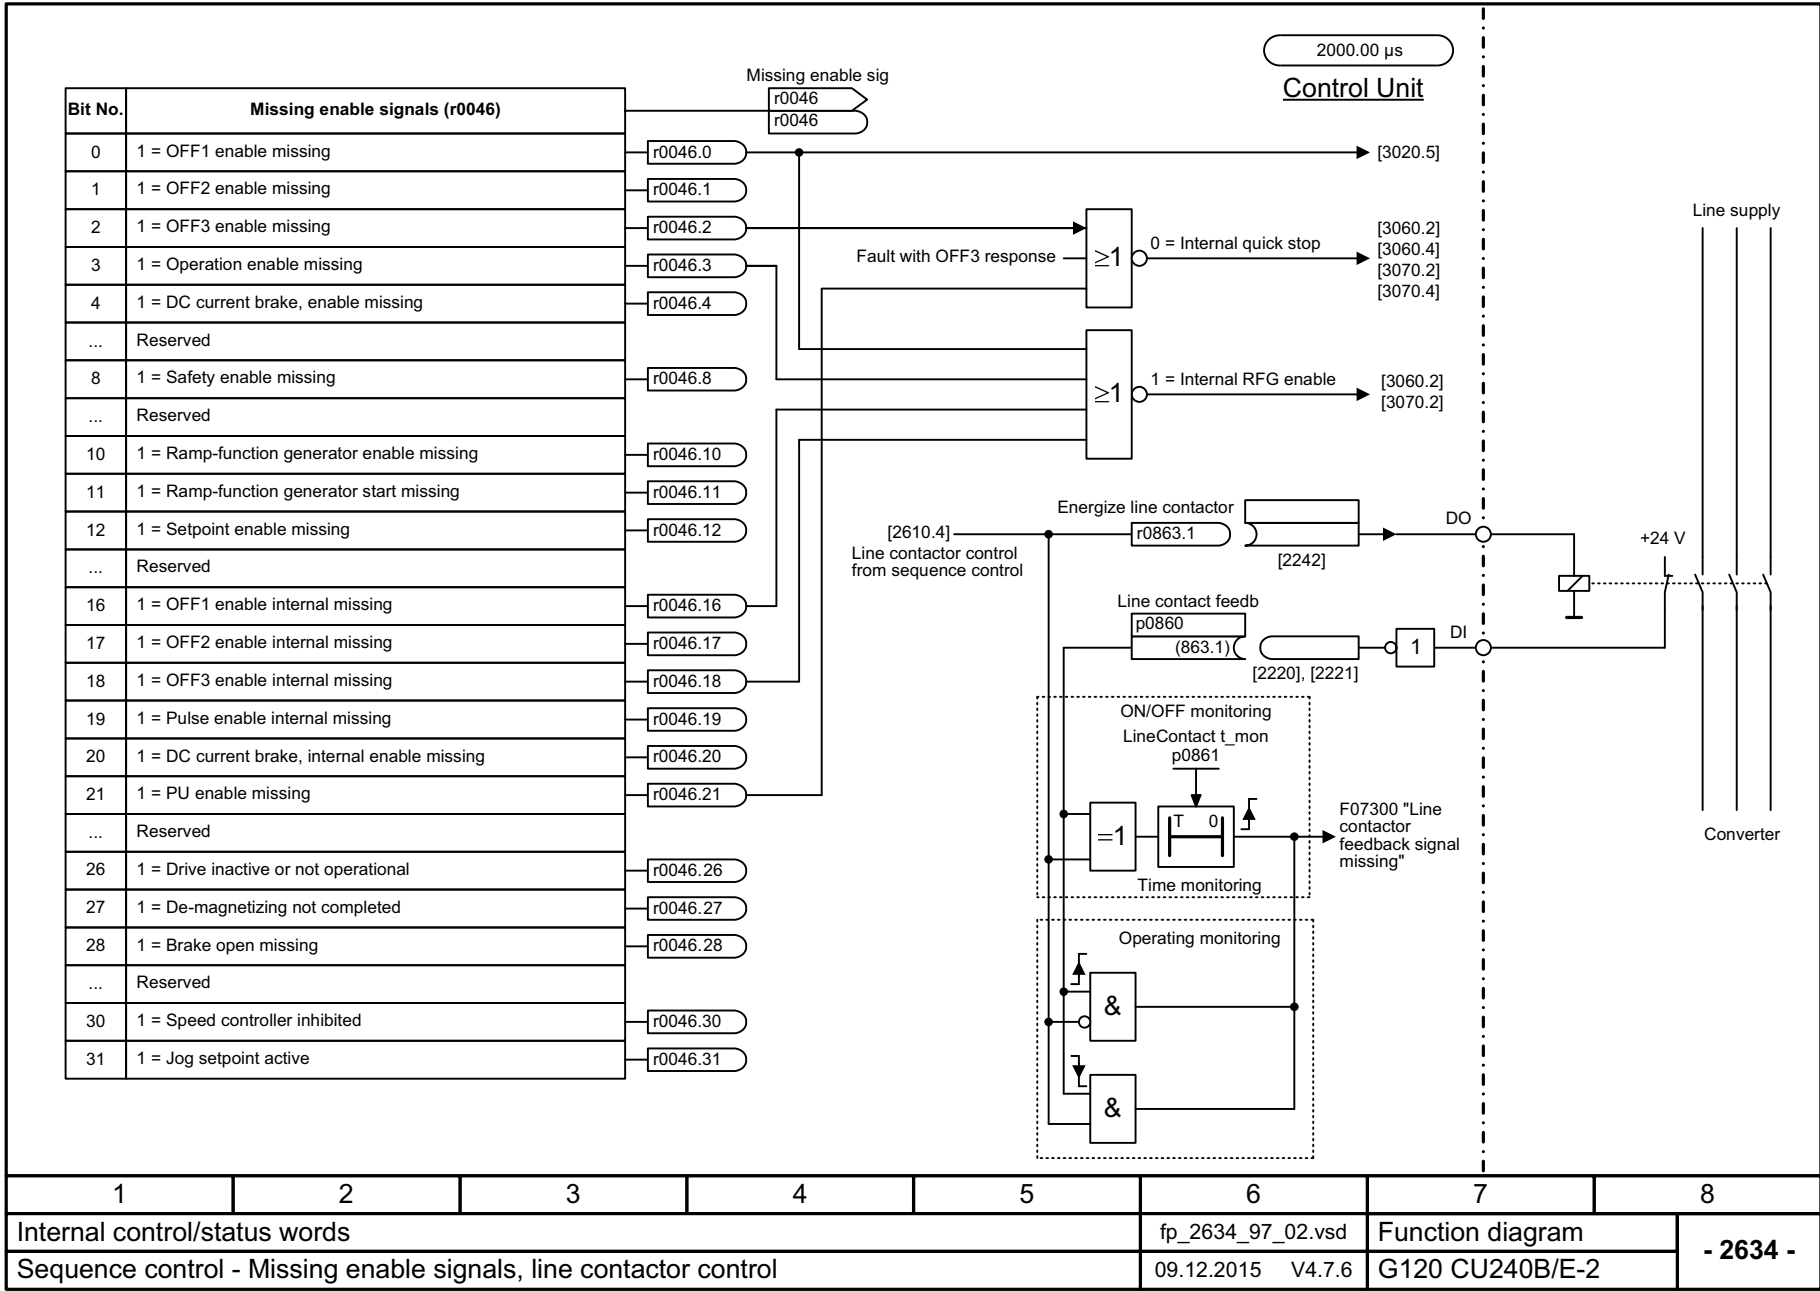 2000.00 µs
Control Unit
Missing enable sig
r0046
r0046
Bit No. Missing enable signals (r0046)
0 1 = OFF1 enable missing r0046.0 [3020.5]
1 1 = OFF2 enable missing r0046.1
2 1 = OFF3 enable missing r0046.2
3 1 = Operation enable missing r0046.3
4 1 = DC current brake, enable missing r0046.4
... Reserved
8 1 = Safety enable missing r0046.8
... Reserved
10 1 = Ramp-function generator enable missing r0046.10
11 1 = Ramp-function generator start missing r0046.11
12 1 = Setpoint enable missing r0046.12
... Reserved
16 1 = OFF1 enable internal missing r0046.16
17 1 = OFF2 enable internal missing r0046.17
18 1 = OFF3 enable internal missing r0046.18
19 1 = Pulse enable internal missing r0046.19
20 1 = DC current brake, internal enable missing r0046.20
21 1 = PU enable missing r0046.21
... Reserved
26 1 = Drive inactive or not operational r0046.26
27 1 = De-magnetizing not completed r0046.27
28 1 = Brake open missing r0046.28
... Reserved
30 1 = Speed controller inhibited r0046.30
31 1 = Jog setpoint active r0046.31
Fault with OFF3 response
≥1
0 = Internal quick stop
[3060.2]
[3060.4]
[3070.2]
[3070.4]
≥1
1 = Internal RFG enable
[3060.2]
[3070.2]
Line supply
[2610.4]
Line contactor control
from sequence control
Energize line contactor
r0863.1
[2242]
DO
+24 V
Line contact feedb
p0860
(863.1)
[2220], [2221]
1
DI
ON/OFF monitoring
LineContact t_mon
p0861
=1
T 0
Time monitoring
F07300 "Line
contactor
feedback signal
missing"
Converter
Operating monitoring
&
&
1 2 3 4 5 6 7 8
Internal control/status words fp_2634_97_02.vsd Function diagram
- 2634 -
Sequence control - Missing enable signals, line contactor control 09.12.2015 V4.7.6 G120 CU240B/E-2